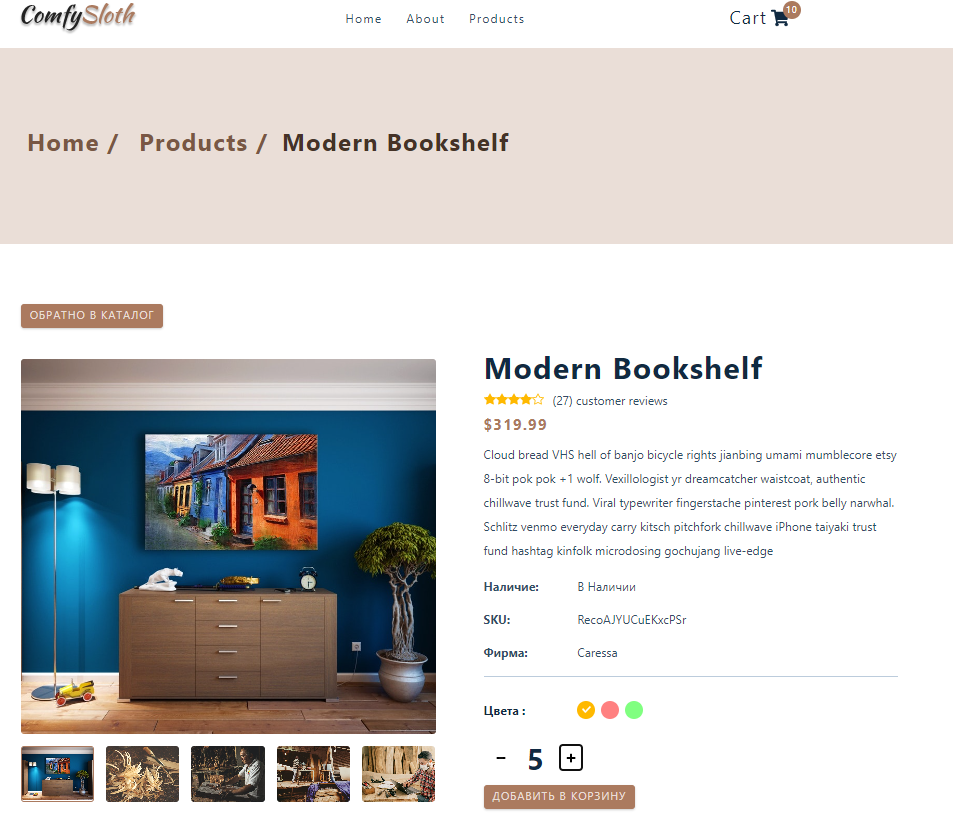 ComfySloth
Home About Products
Cart 10
Home / Products / Modern Bookshelf
ОБРАТНО В КАТАЛОГ
Modern Bookshelf
(27) customer reviews
$319.99
Cloud bread VHS hell of banjo bicycle rights jianbing umami mumblecore etsy
8-bit pok pok +1 wolf. Vexillologist yr dreamcatcher waistcoat, authentic
chillwave trust fund. Viral typewriter fingerstache pinterest pork belly narwhal.
Schlitz venmo everyday carry kitsch pitchfork chillwave iPhone taiyaki trust
fund hashtag kinfolk microdosing gochujang live-edge
Наличие: В Наличии
SKU: RecoAJYUCuEKxcPSr
Фирма: Caressa
Цвета :
- 5 +
ДОБАВИТЬ В КОРЗИНУ